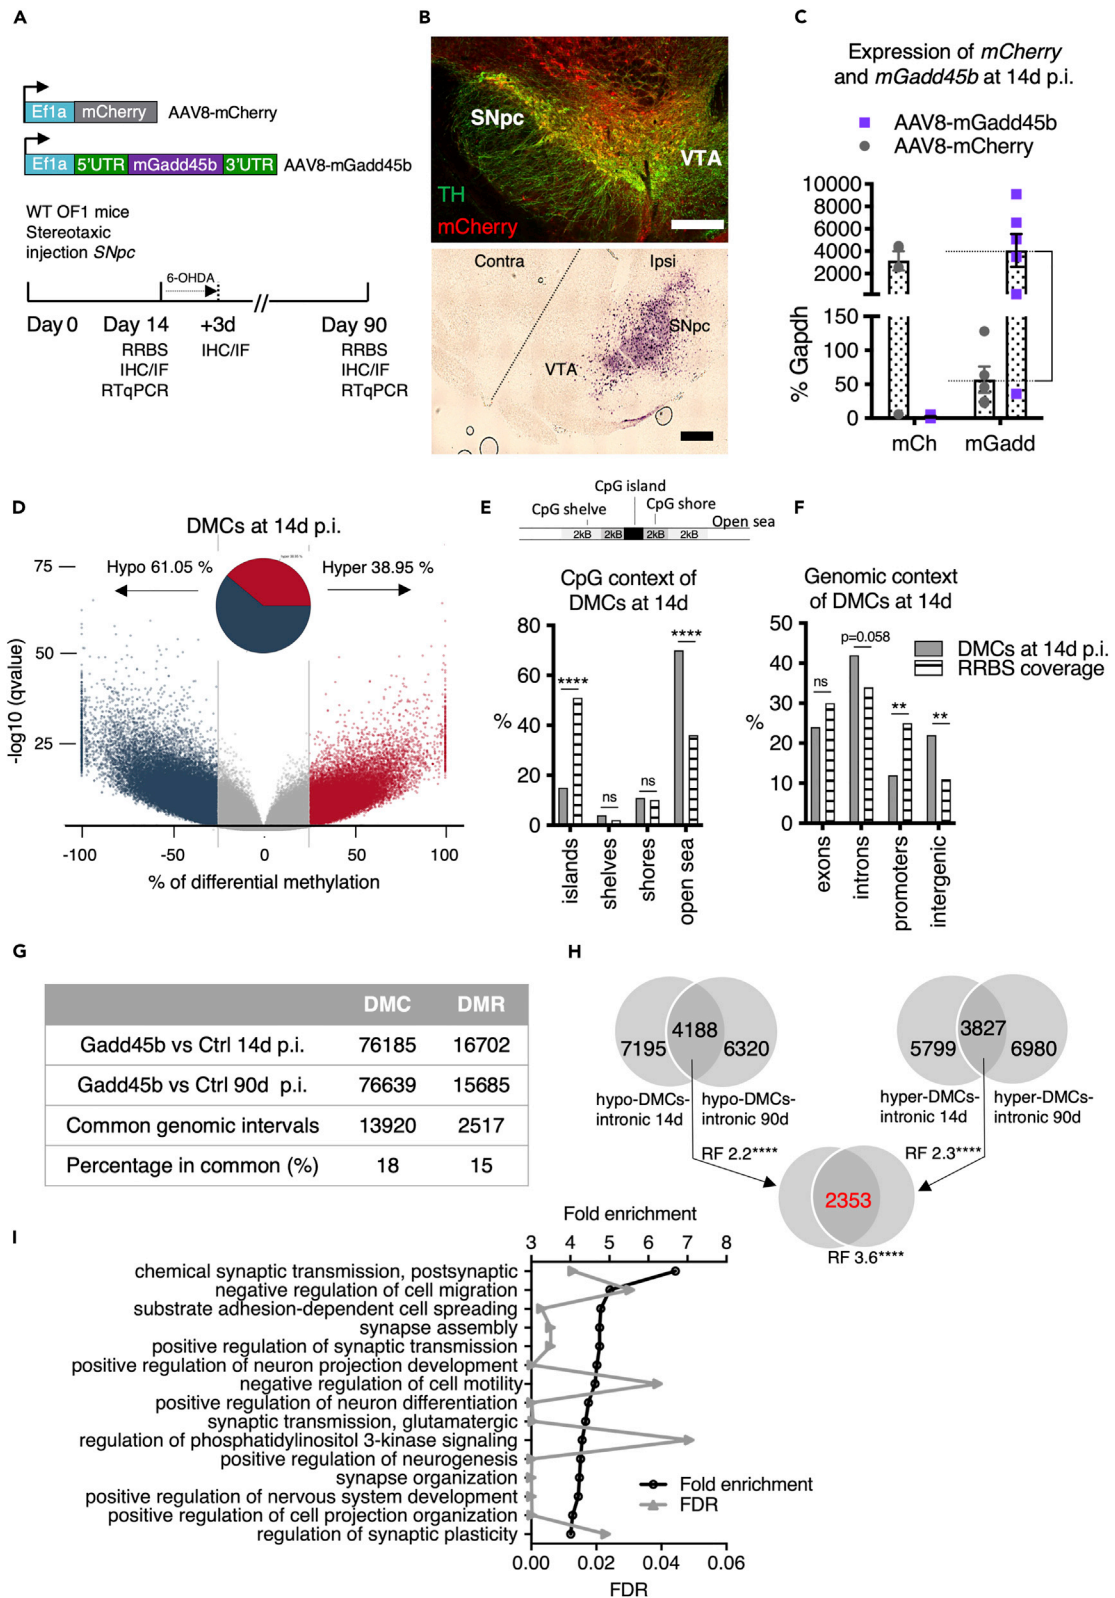 A
Ef1a mCherry AAV8-mCherry
Ef1a 5'UTR mGadd45b 3'UTR AAV8-mGadd45b
WT OF1 mice
Stereotaxic
injection SNpc
6-OHDA
//
Day 0 Day 14 +3d Day 90
RRBS IHC/IF RRBS
IHC/IF IHC/IF
RTqPCR RTqPCR
B
SNpc
VTA
TH
mCherry
Contra Ipsi
SNpc
VTA
C
Expression of mCherry
and mGadd45b at 14d p.i.
AAV8-mGadd45b
AAV8-mCherry
10000
8000
6000
4000
2000
150
100
50
0
% Gapdh
mCh mGadd
D
DMCs at 14d p.i.
Hypo 61.05 % Hyper 38.95 %
75
50
25
-log10 (qvalue)
-100 -50 0 50 100
% of differential methylation
E
CpG island
CpG shelve CpG shore
Open sea
2kB 2kB 2kB 2kB
CpG context of
DMCs at 14d
80
60
40
20
0
%
**** ns ns ****
islands shelves shores open sea
F
Genomic context
of DMCs at 14d
50
40
30
20
10
0
%
DMCs at 14d p.i.
RRBS coverage
ns p=0.058 ** **
exons introns promoters intergenic
G
DMC DMR
Gadd45b vs Ctrl 14d p.i. 76185 16702
Gadd45b vs Ctrl 90d p.i. 76639 15685
Common genomic intervals 13920 2517
Percentage in common (%) 18 15
H
7195 4188 6320
hypo-DMCs-
intronic 14d
hypo-DMCs-
intronic 90d
5799 3827 6980
hyper-DMCs-
intronic 14d
hyper-DMCs-
intronic 90d
RF 2.2**** RF 2.3****
2353
RF 3.6****
I
Fold enrichment
3 4 5 6 7 8
chemical synaptic transmission, postsynaptic
negative regulation of cell migration
substrate adhesion-dependent cell spreading
synapse assembly
positive regulation of synaptic transmission
positive regulation of neuron projection development
negative regulation of cell motility
positive regulation of neuron differentiation
synaptic transmission, glutamatergic
regulation of phosphatidylinositol 3-kinase signaling
positive regulation of neurogenesis
synapse organization
positive regulation of nervous system development
positive regulation of cell projection organization
regulation of synaptic plasticity
Fold enrichment
FDR
0.00 0.02 0.04 0.06
FDR